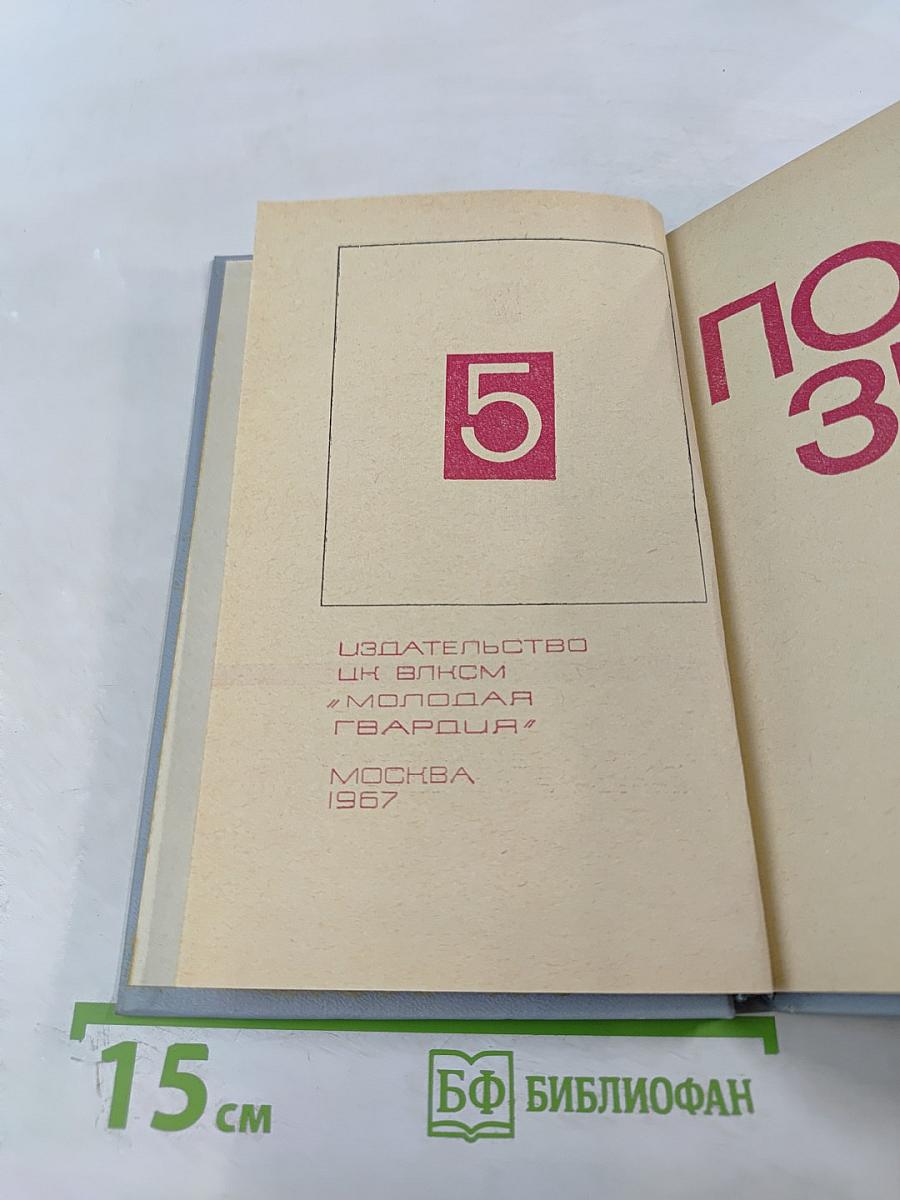 5
ИЗДАТЕЛЬСТВО
ЦК ВЛКСМ
„МОЛОДАЯ
ГВАРДИЯ"
МОСКВА
1967
ПО
З
15 см
БФ БИБЛИОФАН